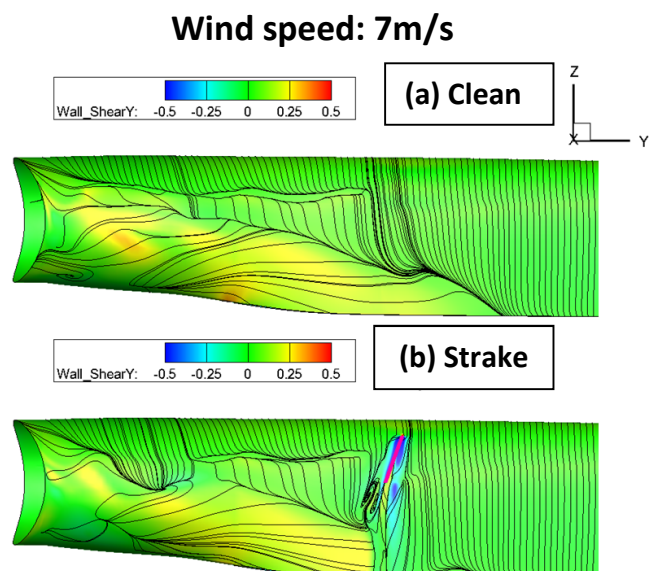 Wind speed: 7m/s
Wall_ShearY: -0.5 -0.25 0 0.25 0.5
(a) Clean
Z
X
Y
Wall_ShearY: -0.5 -0.25 0 0.25 0.5
(b) Strake